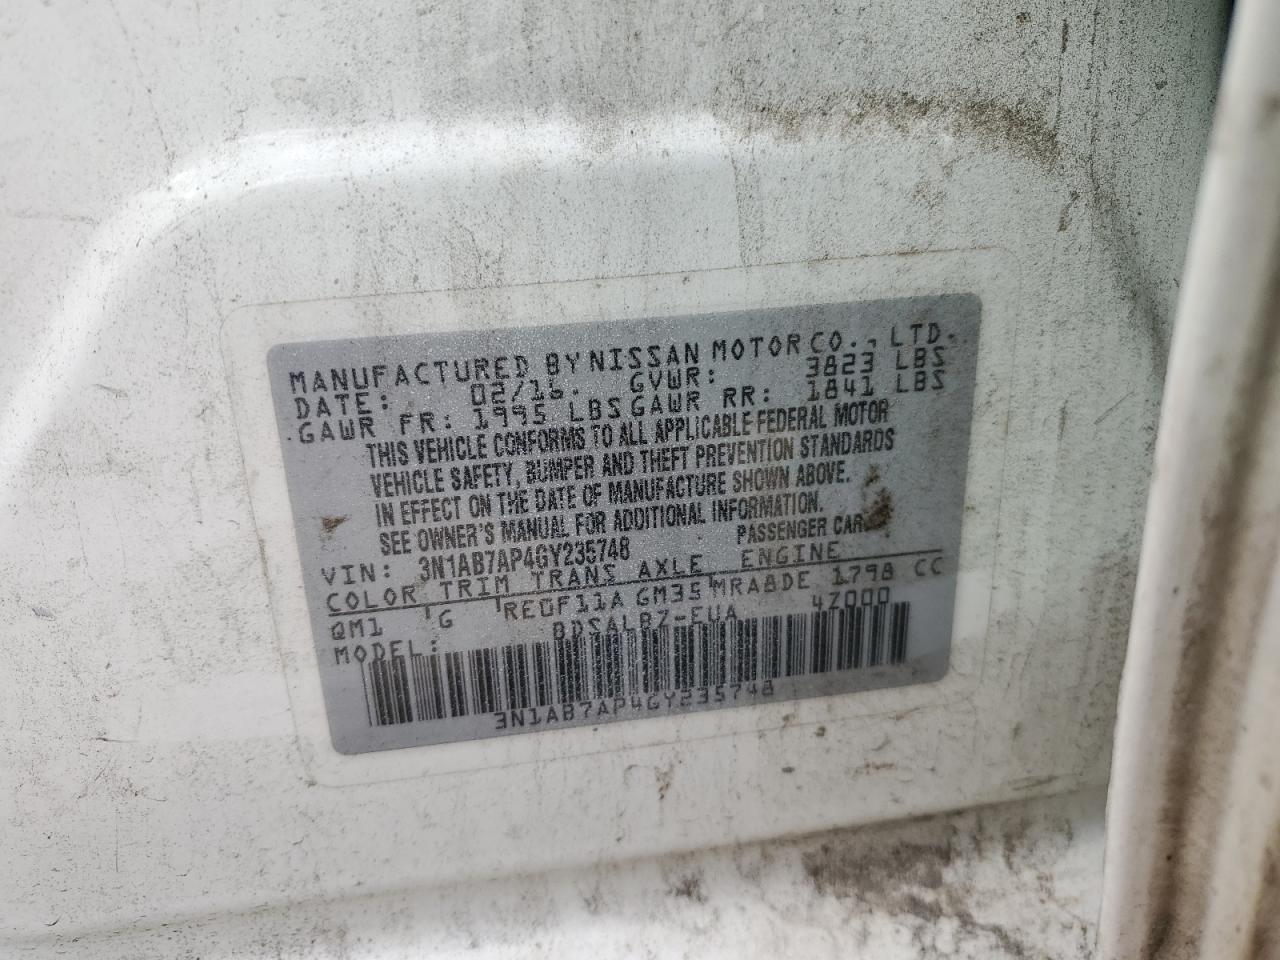 MANUFACTURED BY NISSAN MOTOR CO., LTD.
DATE: 02/16. GVWR: 3823 LBS
GAWR FR: 1995 LBS GAWR RR: 1841 LBS
THIS VEHICLE CONFORMS TO ALL APPLICABLE FEDERAL MOTOR
VEHICLE SAFETY, BUMPER AND THEFT PREVENTION STANDARDS
IN EFFECT ON THE DATE OF MANUFACTURE SHOWN ABOVE.
SEE OWNER'S MANUAL FOR ADDITIONAL INFORMATION.
VIN: 3N1AB7AP4GY235748 PASSENGER CAR
COLOR TRIM TRANS AXLE ENGINE
QM1 G RE0F11A GM35 MRA8DE 1798 CC
MODEL: BDSALBZ-EUA 4Z000
3N1AB7AP4GY235748